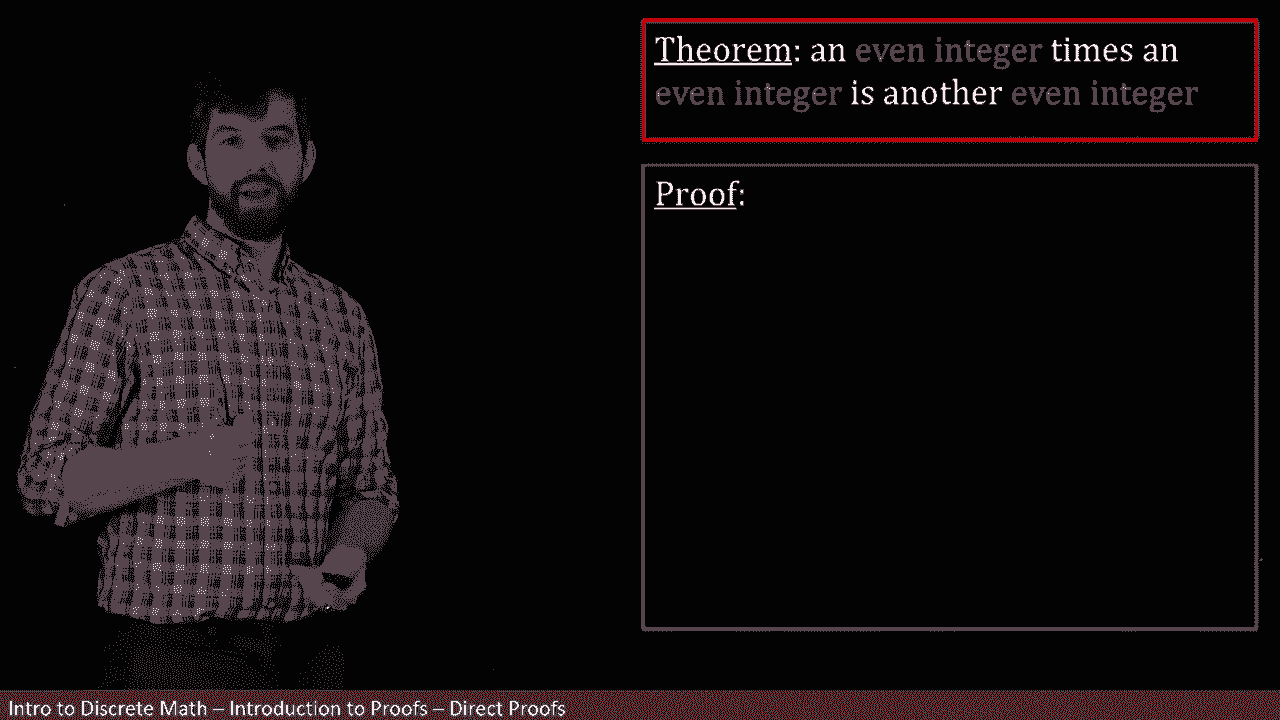 Theorem: an even integer times an
even integer is another even integer
Proof:
Intro to Discrete Math – Introduction to Proofs – Direct Proofs